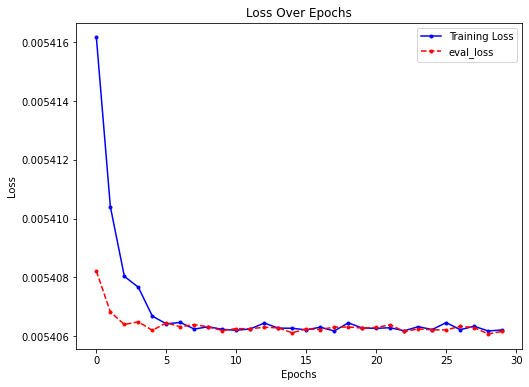 Loss Over Epochs
Training Loss
eval_loss
0.005416
0.005414
0.005412
0.005410
0.005408
0.005406
Loss
0
5
10
15
20
25
30
Epochs